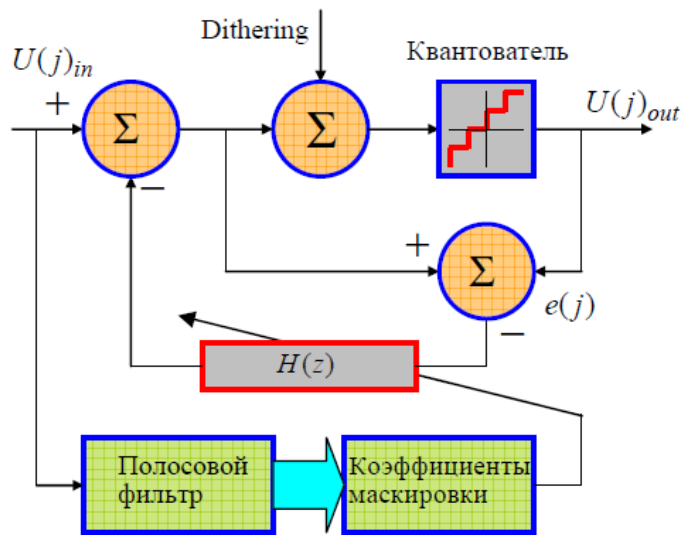 Dithering
Квантователь
U(j)in
U(j)out
+
Σ
Σ
−
+
Σ
e(j)
−
H(z)
Полосовой
фильтр
Коэффициенты
маскировки